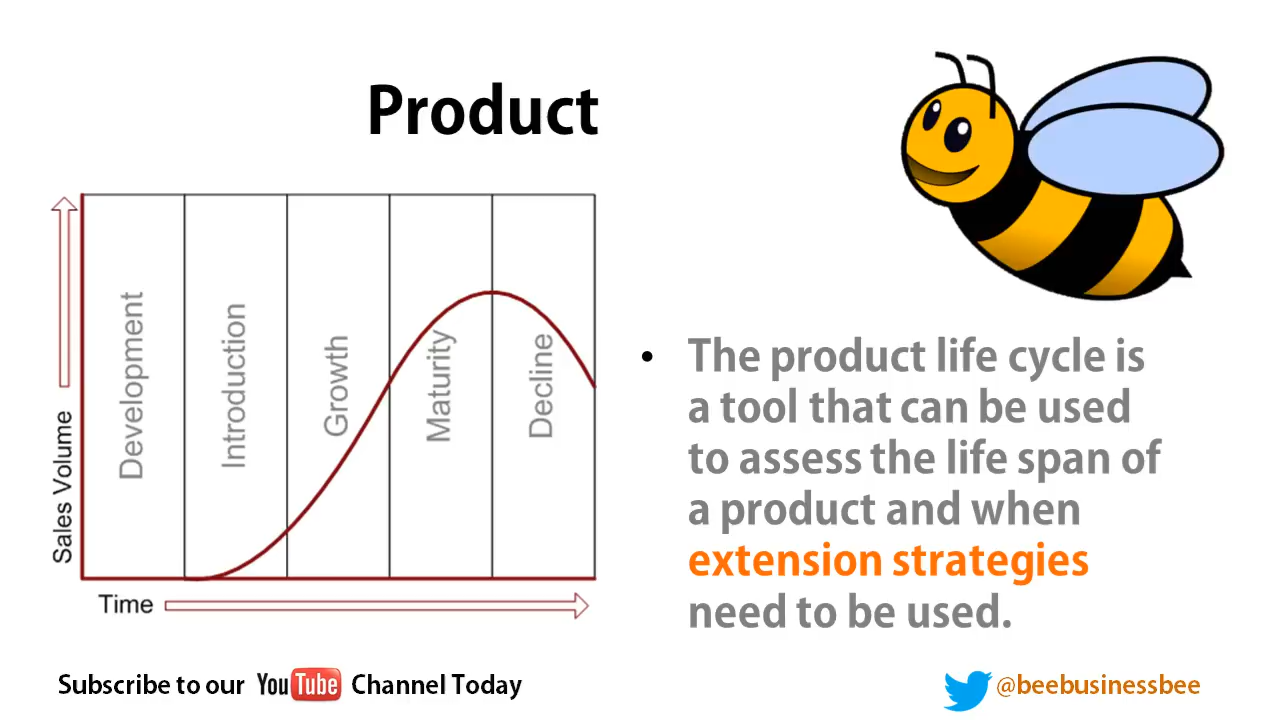 Product
Development
Introduction
Growth
Maturity
Decline
Sales Volume
Time
• The product life cycle is
a tool that can be used
to assess the life span of
a product and when
extension strategies
need to be used.
Subscribe to our YouTube Channel Today
@beebusinessbee